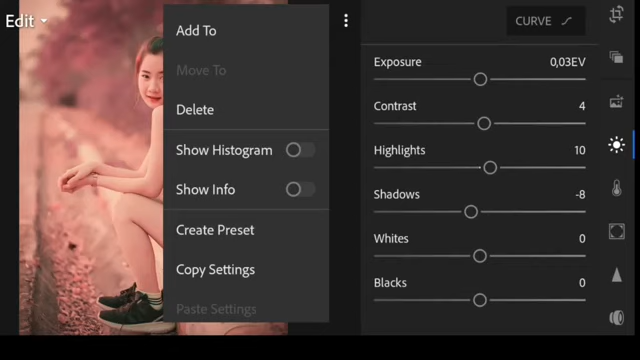 Edit
Add To
Move To
Delete
Show Histogram
Show Info
Create Preset
Copy Settings
Paste Settings
CURVE
Exposure 0,03EV
Contrast 4
Highlights 10
Shadows -8
Whites 0
Blacks 0